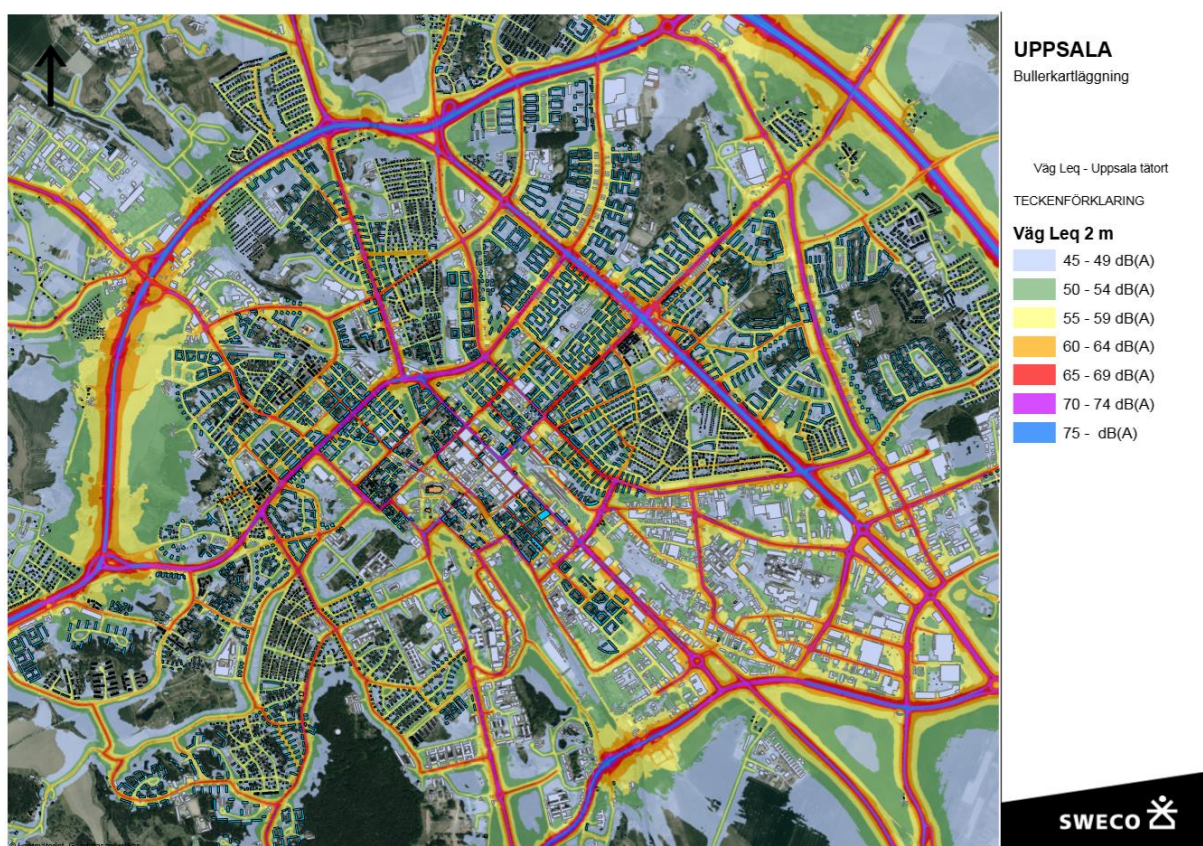 UPPSALA
Bullerkartläggning
Väg Leq - Uppsala tätort
TECKENFÖRKLARING
Väg Leq 2 m
45 - 49 dB(A)
50 - 54 dB(A)
55 - 59 dB(A)
60 - 64 dB(A)
65 - 69 dB(A)
70 - 74 dB(A)
75 - dB(A)
SWECO